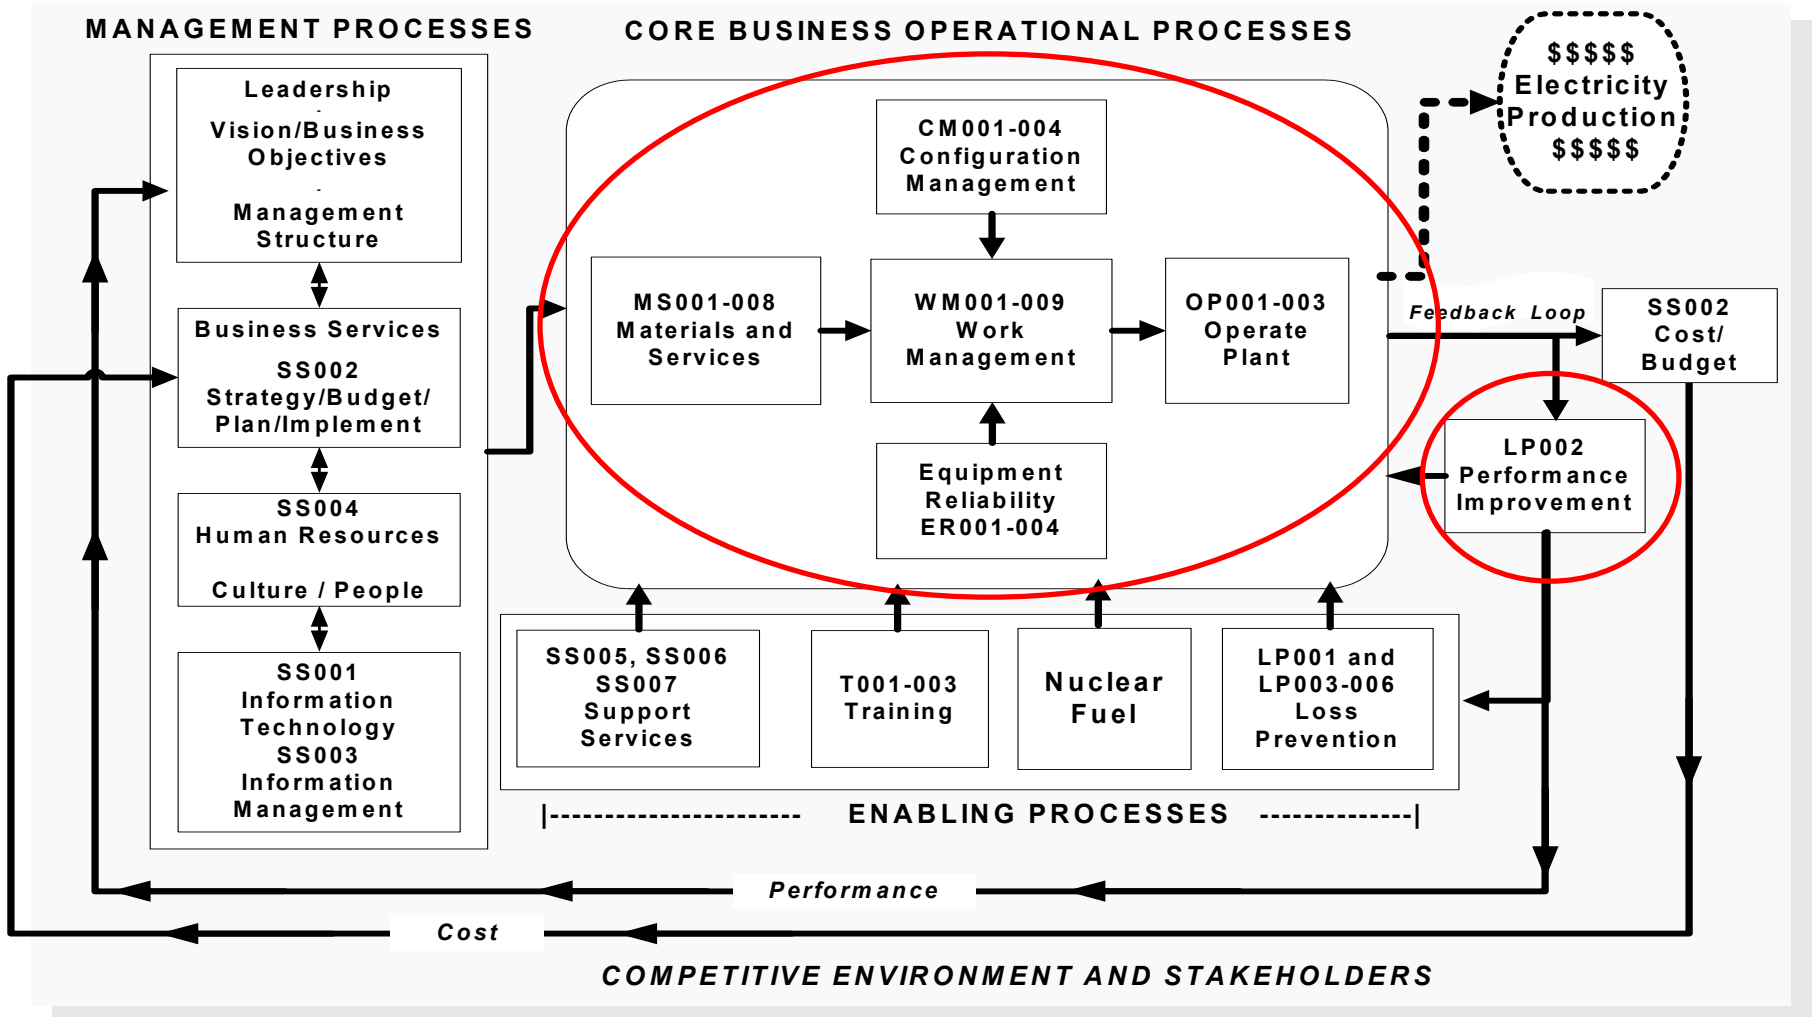 MANAGEMENT PROCESSES
CORE BUSINESS OPERATIONAL PROCESSES
$$$$$
Electricity
Production
$$$$$
Leadership
-
Vision/Business
Objectives
-
Management
Structure
Business Services
SS002
Strategy/Budget/
Plan/Implement
SS004
Human Resources
Culture / People
SS001
Information
Technology
SS003
Information
Management
CM001-004
Configuration
Management
MS001-008
Materials and
Services
WM001-009
Work
Management
OP001-003
Operate
Plant
Equipment
Reliability
ER001-004
Feedback Loop
SS002
Cost/
Budget
LP002
Performance
Improvement
SS005, SS006
SS007
Support
Services
T001-003
Training
Nuclear
Fuel
LP001 and
LP003-006
Loss
Prevention
|----------------------- ENABLING PROCESSES --------------|
Performance
Cost
COMPETITIVE ENVIRONMENT AND STAKEHOLDERS